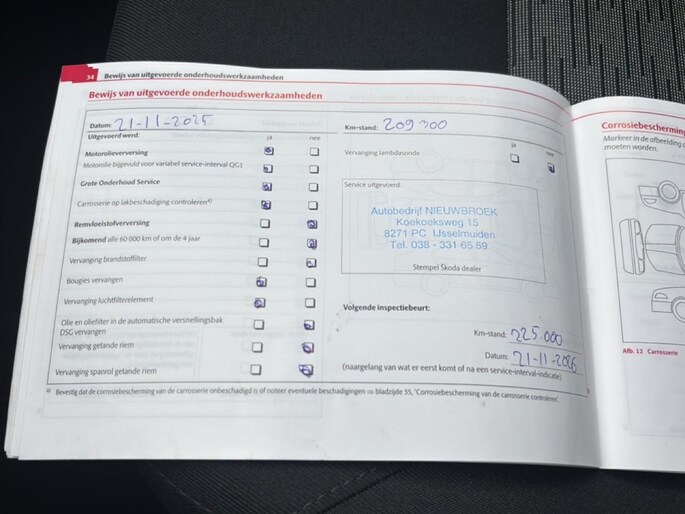 34 Bewijs van uitgevoerde onderhoudswerkzaamheden
Bewijs van uitgevoerde onderhoudswerkzaamheden
Datum: 21-11-2025
Uitgevoerd werd: ja nee
Motorolieverversing
Motorolie bijgevuld voor variabel service-interval QG1
Grote Onderhoud Service
Carrosserie op lakbeschadiging controleren a)
Remvloeistofverversing
Bijkomend alle 60 000 km of om de 4 jaar
Vervanging brandstoffilter
Bougies vervangen
Vervanging luchtfilterelement
Olie en oliefilter in de automatische versnellingsbak
DSG vervangen
Vervanging getande riem
Vervanging spanrol getande riem
Km-stand: 209 300
ja nee
Vervanging lambdasonde
Service uitgevoerd:
Autobedrijf NIEUWBROEK
Koekoeksweg 15
8271 PC IJsselmuiden
Tel. 038 - 331 65 59
Stempel Škoda dealer
Volgende inspectiebeurt:
Km-stand: 225.000
Datum: 21-11-2026
(naargelang van wat er eerst komt of na een service-interval-indicatie)
a) Bevestig dat de corrosiebescherming van de carrosserie onbeschadigd is of noteer eventuele beschadigingen ⇒ bladzijde 55, 'Corrosiebescherming van de carrosserie controleren'.
Corrosiebescherming
Markeer in de afbeelding
moeten worden.
Afb. 12 Carrosserie